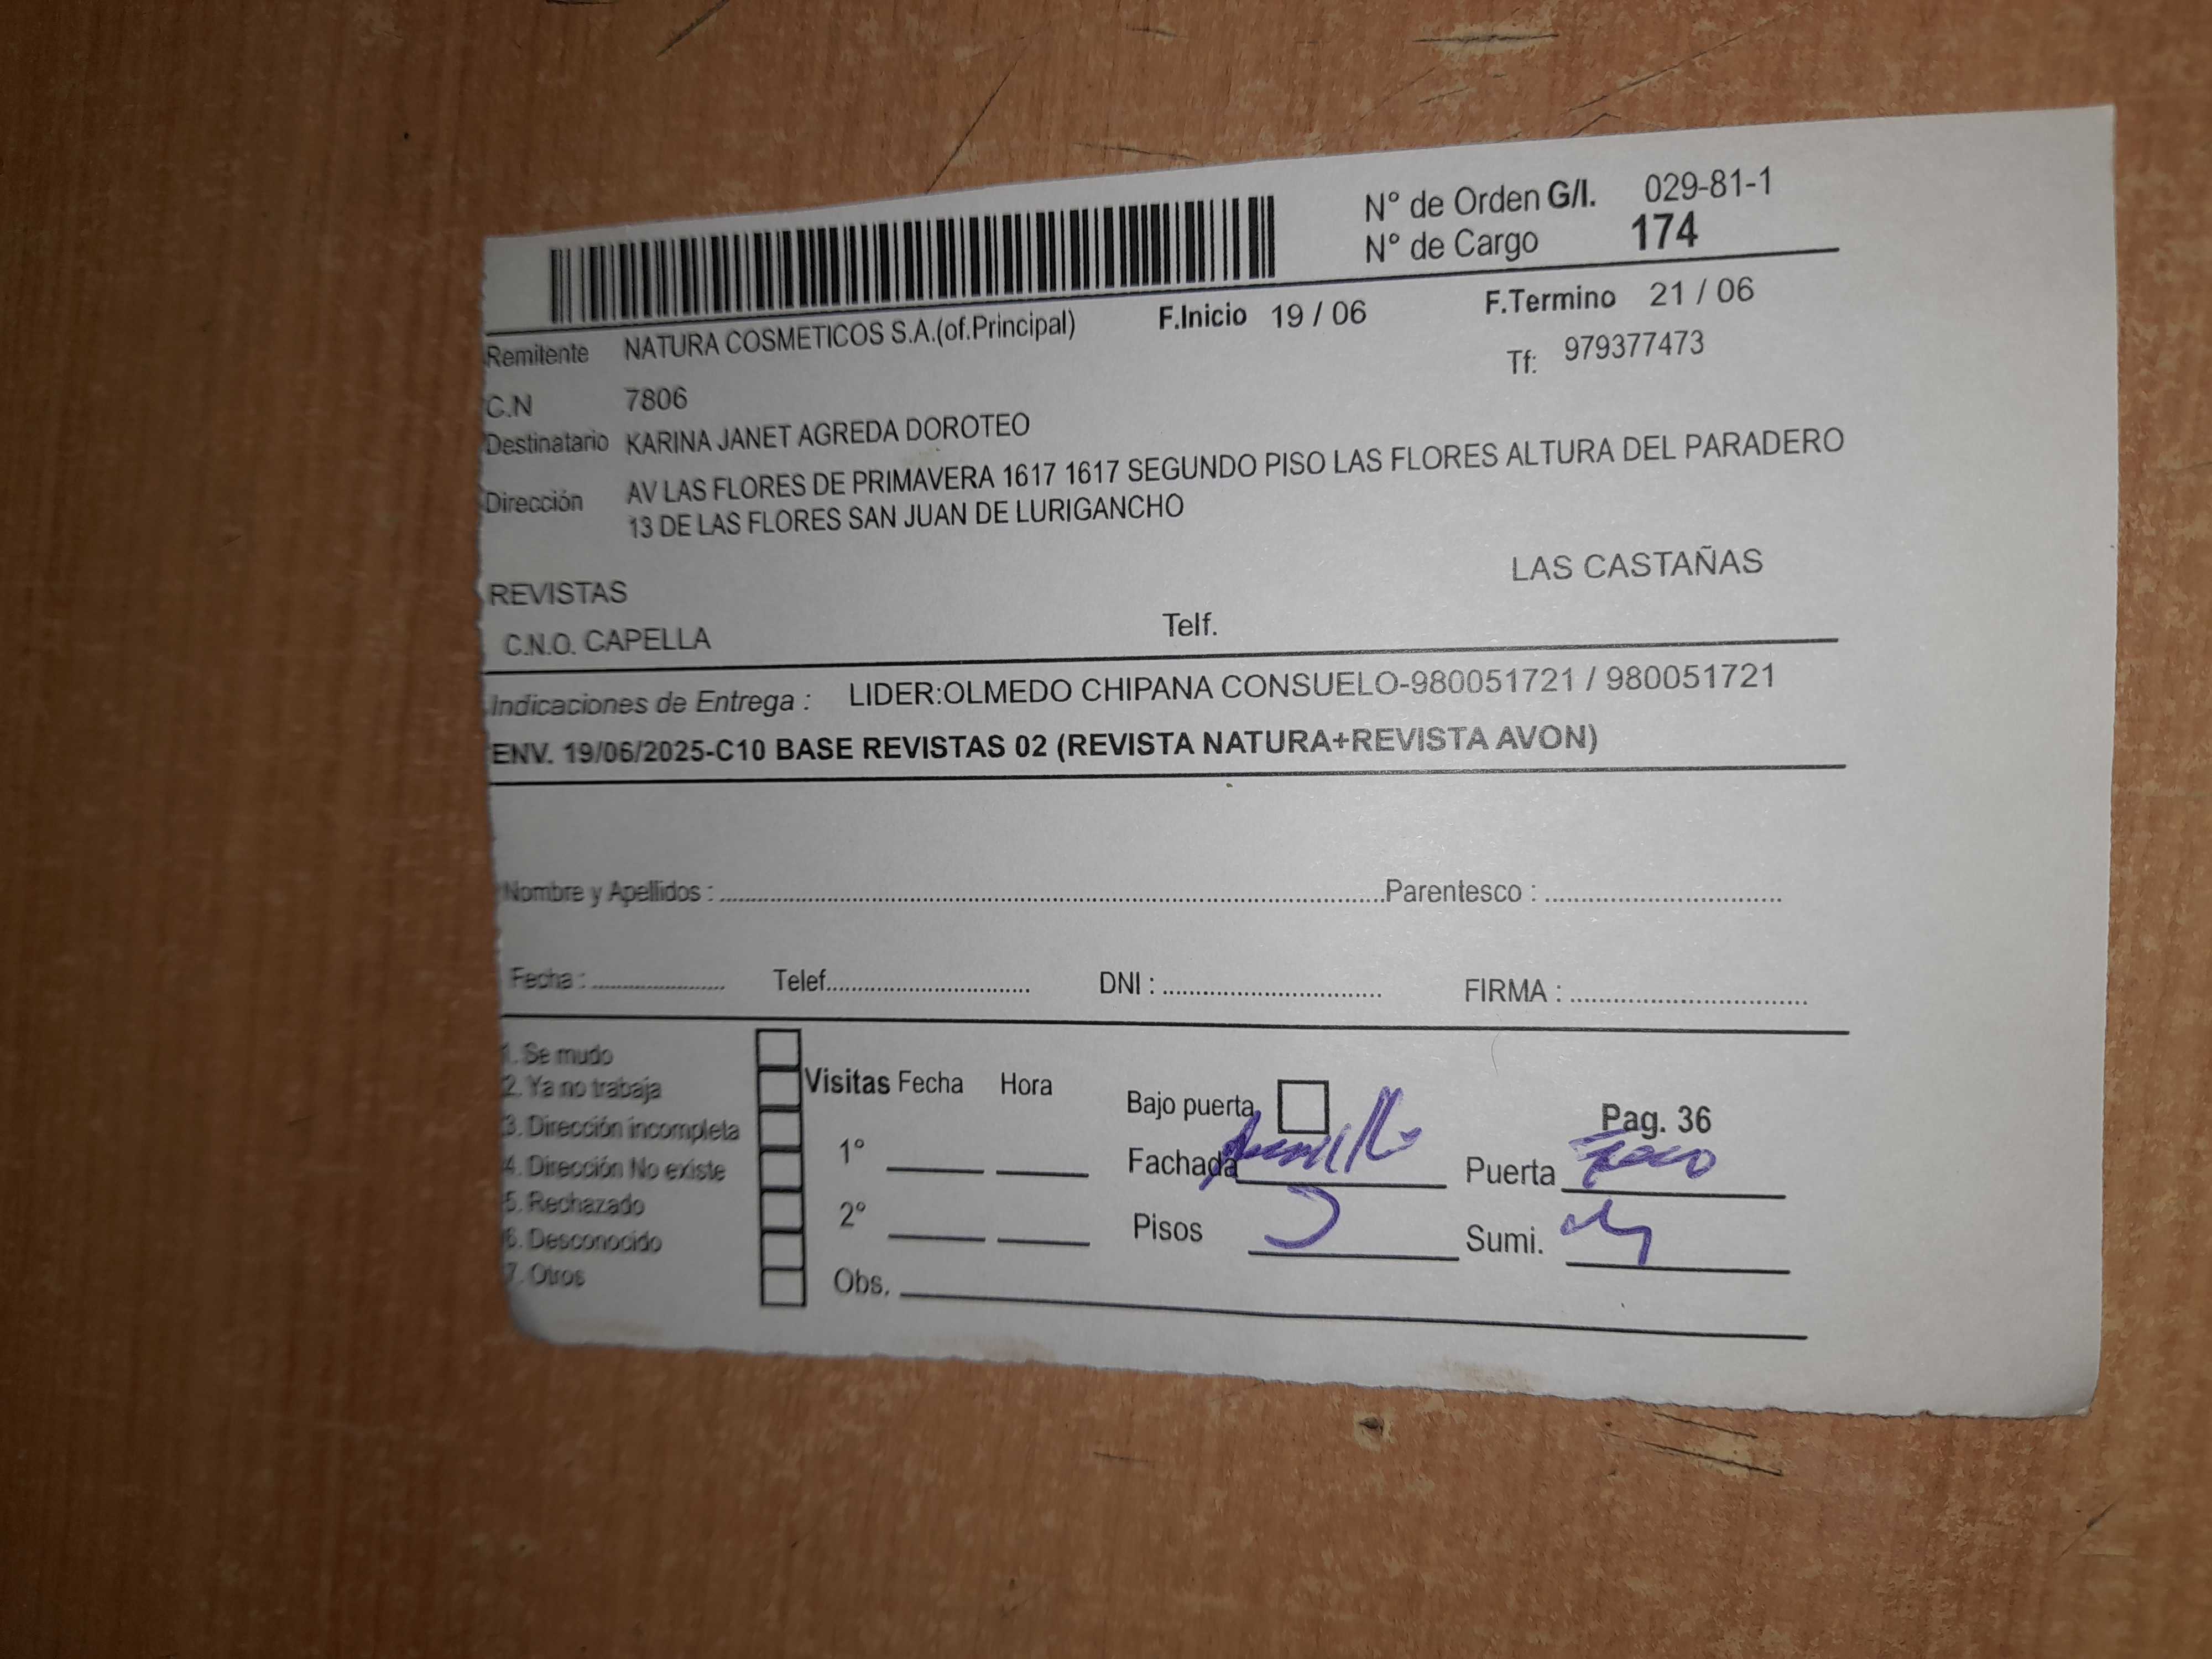 N° de Orden G/I. 029-81-1
N° de Cargo 174
F.Inicio 19 / 06 F.Termino 21 / 06
Remitente NATURA COSMETICOS S.A.(of.Principal)
Tf: 979377473
C.N 7806
Destinatario KARINA JANET AGREDA DOROTEO
Dirección AV LAS FLORES DE PRIMAVERA 1617 1617 SEGUNDO PISO LAS FLORES ALTURA DEL PARADERO
13 DE LAS FLORES SAN JUAN DE LURIGANCHO
LAS CASTAÑAS
REVISTAS
C.N.O. CAPELLA Telf.
Indicaciones de Entrega : LIDER:OLMEDO CHIPANA CONSUELO-980051721 / 980051721
ENV. 19/06/2025-C10 BASE REVISTAS 02 (REVISTA NATURA+REVISTA AVON)
Nombre y Apellidos : Parentesco :
Fecha : Telef. DNI : FIRMA :
1. Se mudo
2. Ya no trabaja
3. Dirección incompleta
4. Dirección No existe
5. Rechazado
6. Desconocido
7. Otros
Visitas Fecha Hora
1°
2°
Obs.
Bajo puerta
Pag. 36
Fachada Puerta
Pisos Sumi.